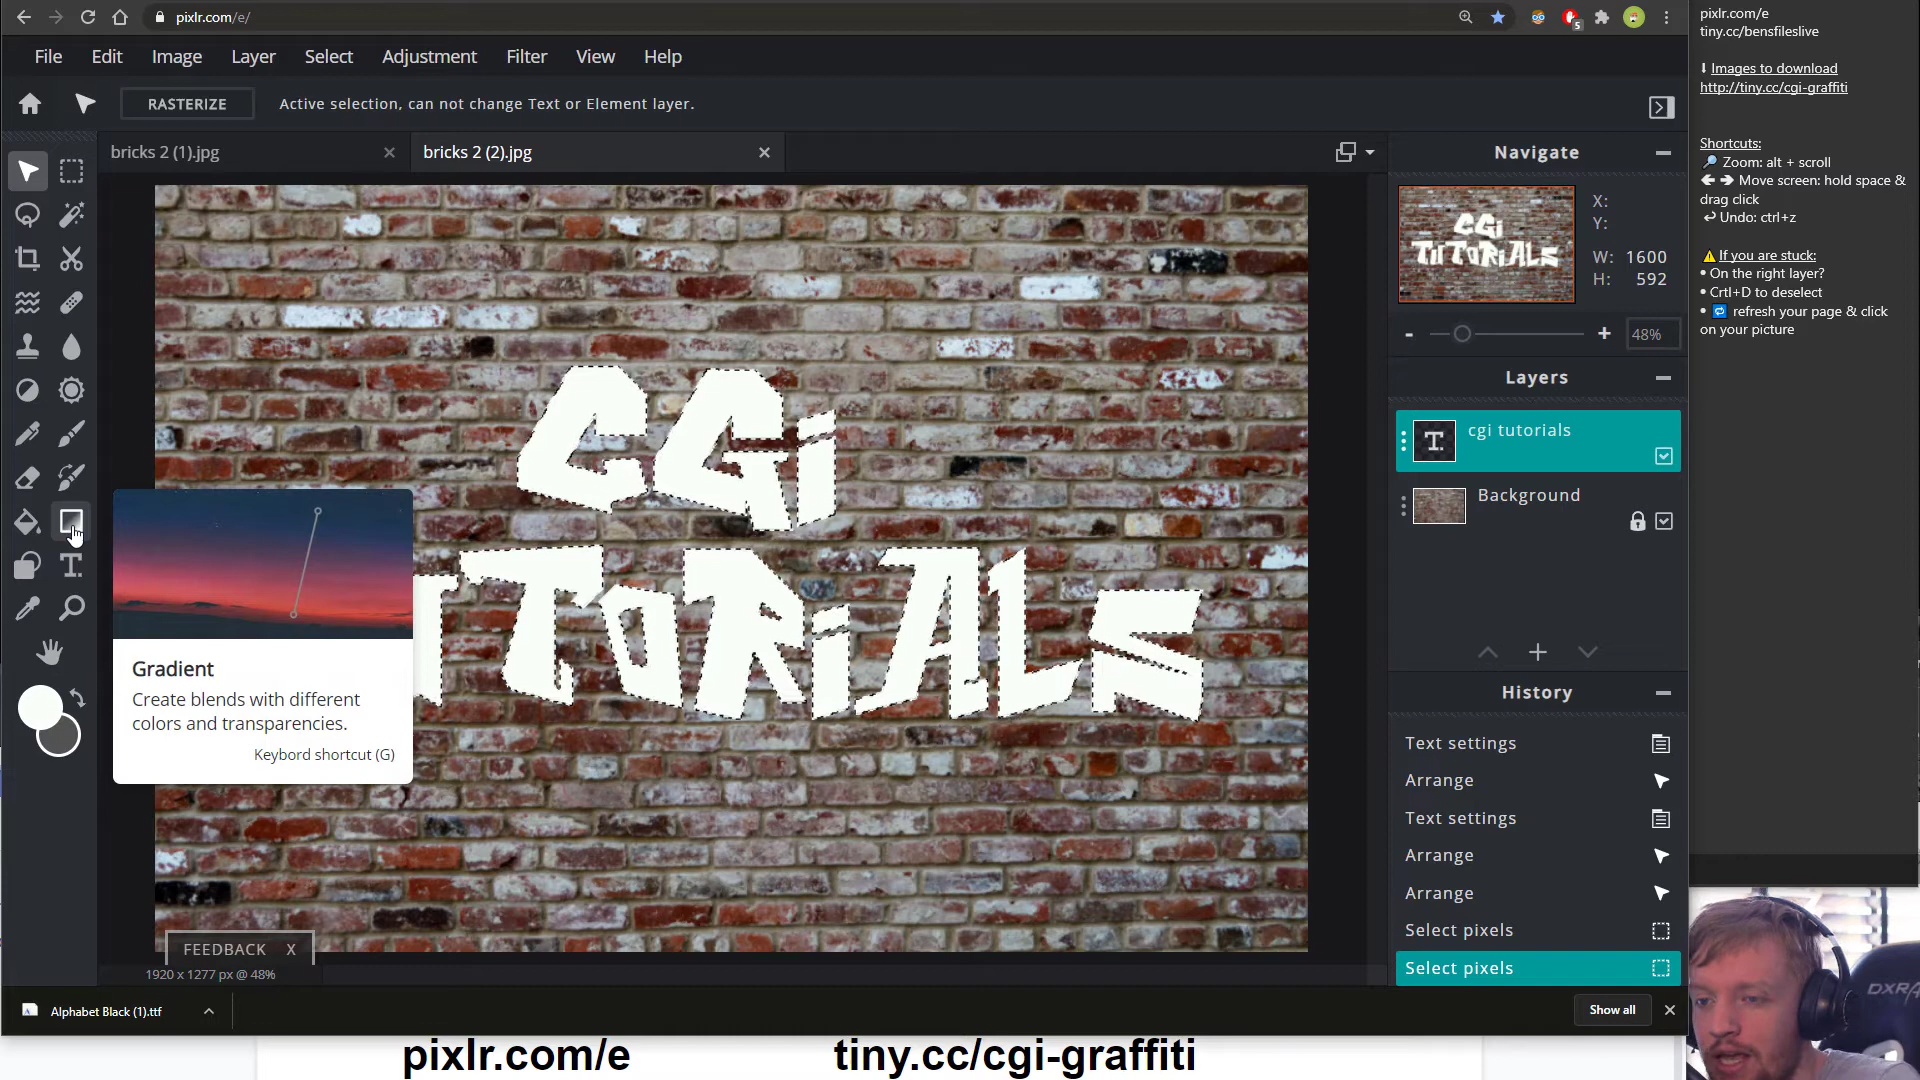 pixlr.com/e/
5
File Edit Image Layer Select Adjustment Filter View Help
RASTERIZE Active selection, can not change Text or Element layer.
bricks 2 (1).jpg
bricks 2 (2).jpg
CGi
TORiALS
Gradient
Create blends with different
colors and transparencies.
Keybord shortcut (G)
FEEDBACK X
1920 x 1277 px @ 48%
Navigate
CGi
TUTORiALS
X:
Y:
W: 1600
H: 592
- + 48%
Layers
T cgi tutorials
Background
History
Text settings
Arrange
Text settings
Arrange
Arrange
Select pixels
Select pixels
Alphabet Black (1).ttf
Show all
pixlr.com/e tiny.cc/cgi-graffiti
pixlr.com/e
tiny.cc/bensfileslive
Images to download
http://tiny.cc/cgi-graffiti
Shortcuts:
Zoom: alt + scroll
Move screen: hold space &
drag click
Undo: ctrl+z
If you are stuck:
• On the right layer?
• Crtl+D to deselect
• refresh your page & click
on your picture